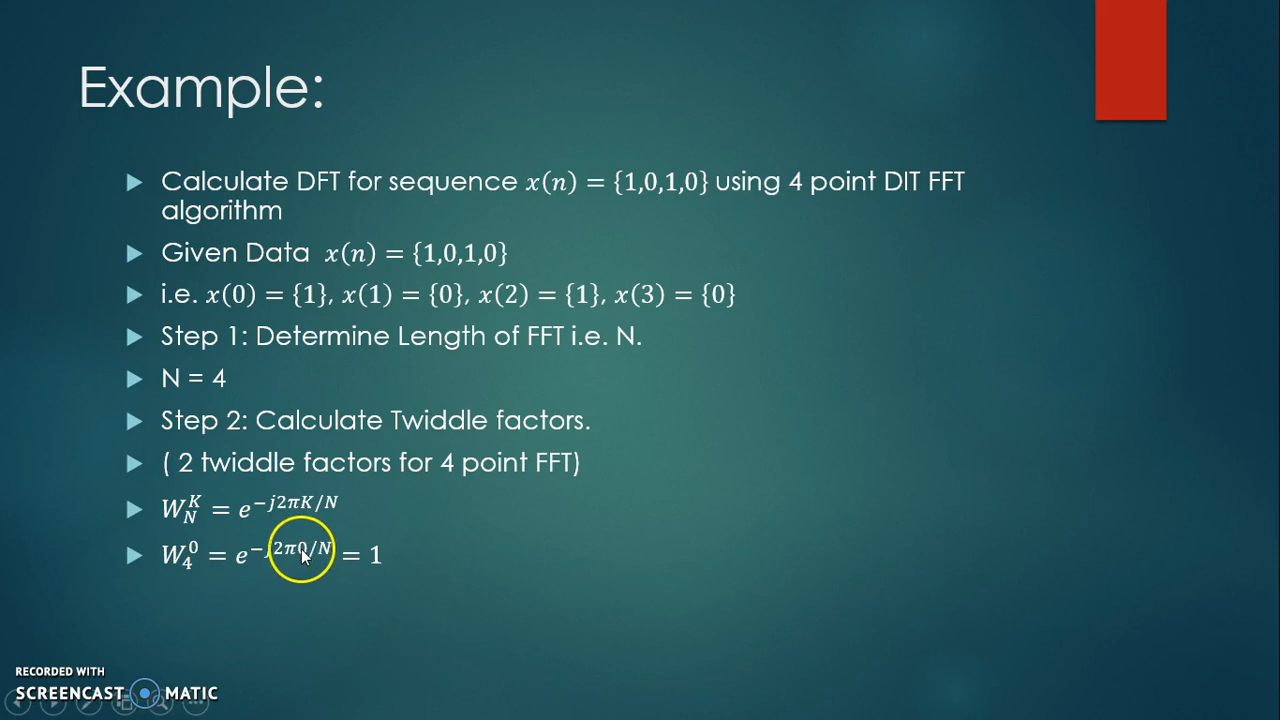 Example:
Calculate DFT for sequence x(n) = {1,0,1,0} using 4 point DIT FFT
algorithm
Given Data x(n) = {1,0,1,0}
i.e. x(0) = {1}, x(1) = {0}, x(2) = {1}, x(3) = {0}
Step 1: Determine Length of FFT i.e. N.
N = 4
Step 2: Calculate Twiddle factors.
( 2 twiddle factors for 4 point FFT)
W_N^K = e^{-j2πK/N}
W_4^0 = e^{-j2π0/N} = 1
RECORDED WITH
SCREENCAST MATIC